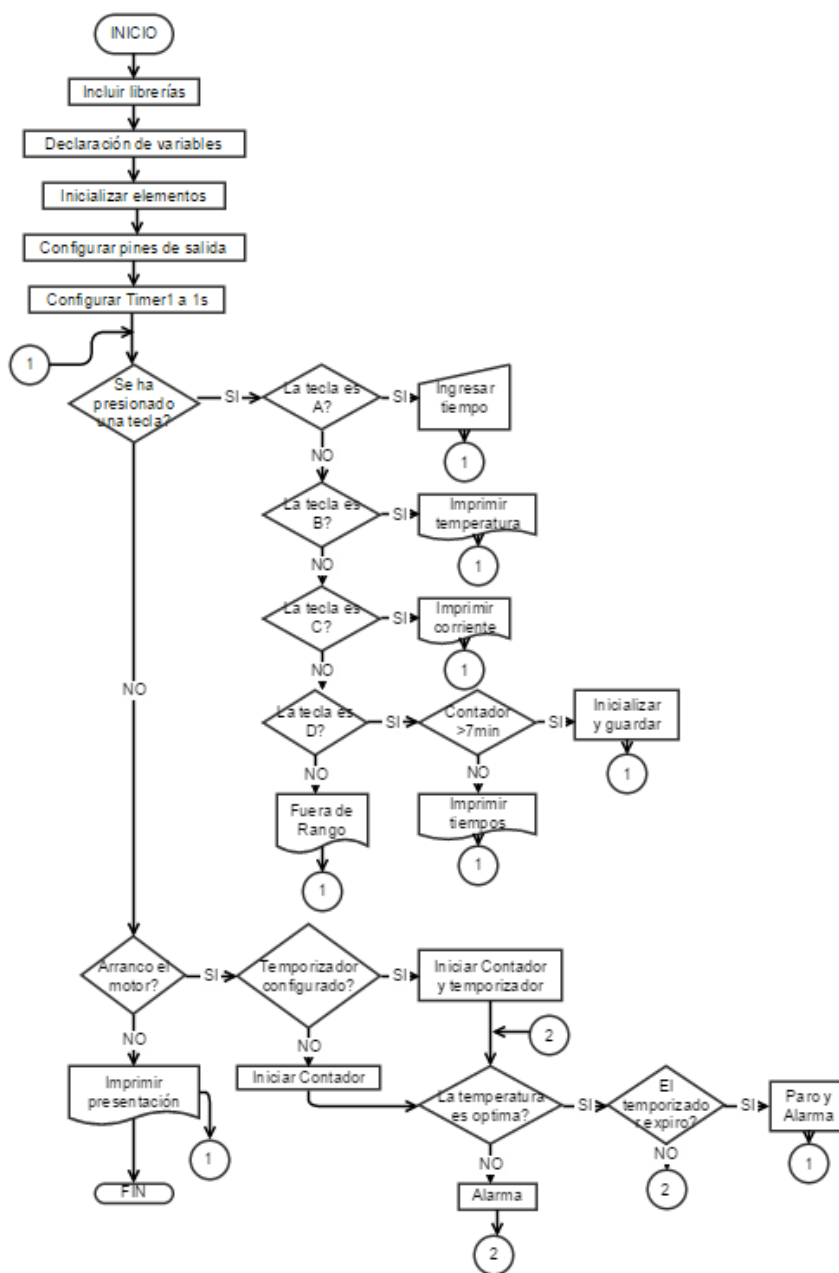 INICIO
Incluir librerías
Declaración de variables
Inicializar elementos
Configurar pines de salida
Configurar Timer1 a 1s
1
Se ha
presionado
una tecla?
SI
La tecla es
A?
SI
Ingresar
tiempo
1
NO
La tecla es
B?
SI
Imprimir
temperatura
1
NO
La tecla es
C?
SI
Imprimir
corriente
1
NO
La tecla es
D?
SI
Contador
>7min
SI
Inicializar
y guardar
1
NO
Imprimir
tiempos
1
NO
Fuera de
Rango
1
NO
Arranco el
motor?
SI
Temporizador
configurado?
SI
Iniciar Contador
y temporizador
2
NO
Iniciar Contador
NO
Imprimir
presentación
1
FIN
La temperatura
es optima?
SI
El
temporizado
r expiro?
SI
Paro y
Alarma
1
NO
2
NO
Alarma
2